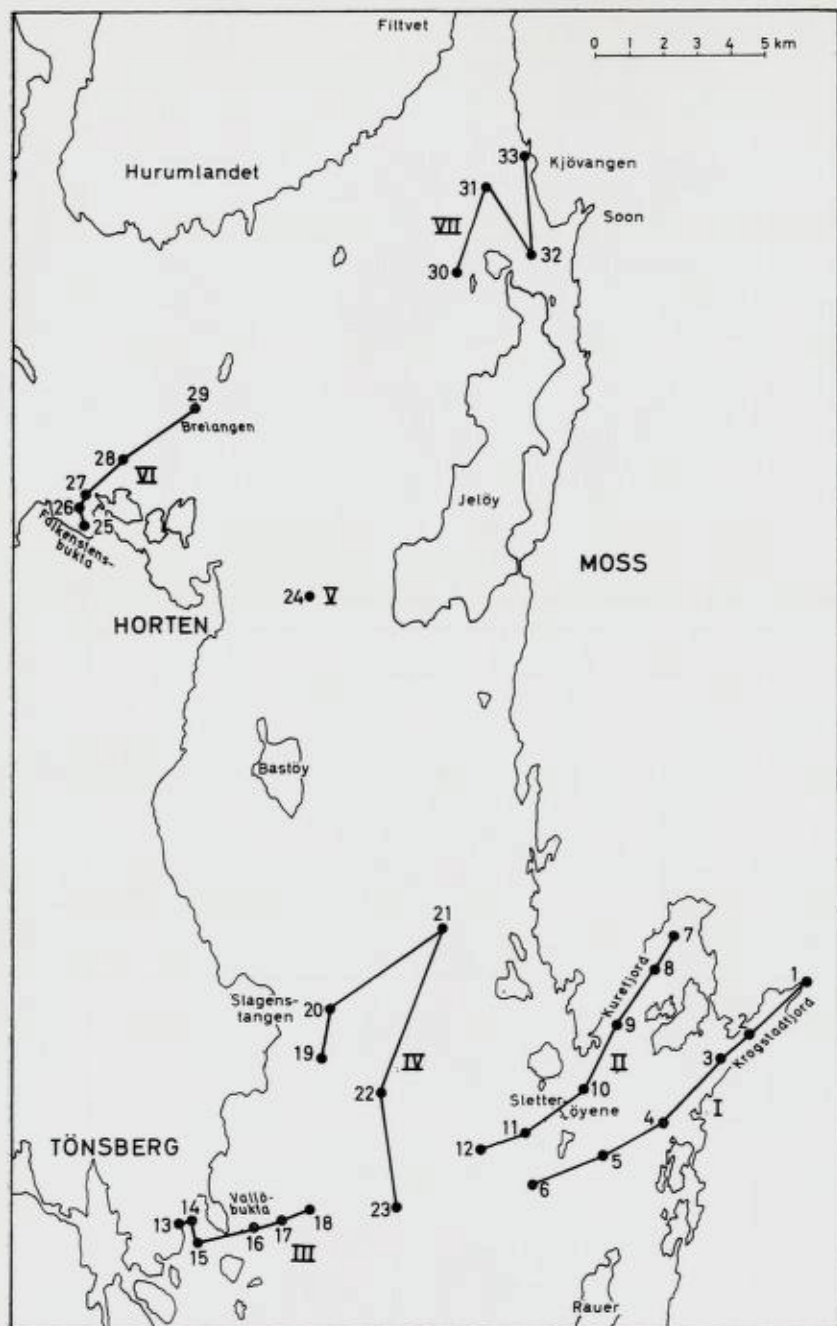 Filtvet
0 1 2 3 4 5 km
Hurumlandet
33
Kjövangen
31
VII
Soon
32
30
29
Breiangen
28
VI
27
26
25
Falkenstens-
bukta
Jelöy
MOSS
24
V
HORTEN
Bastöy
21
7
8
Kurefjord
1
Slagens-
tangen
20
9
2
Krogstadfjord
3
19
IV
II
22
10
I
Sletter-
öyene
4
11
12
5
TÖNSBERG
6
Vallö-
bukta
13
14
15
16
17
18
23
III
Rauer